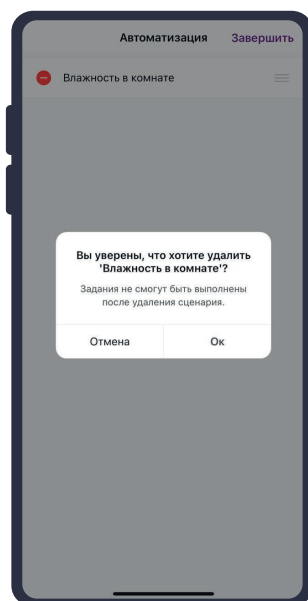 Автоматизация Завершить
Влажность в комнате
Вы уверены, что хотите удалить
'Влажность в комнате'?
Задания не смогут быть выполнены
после удаления сценария.
Отмена Ок